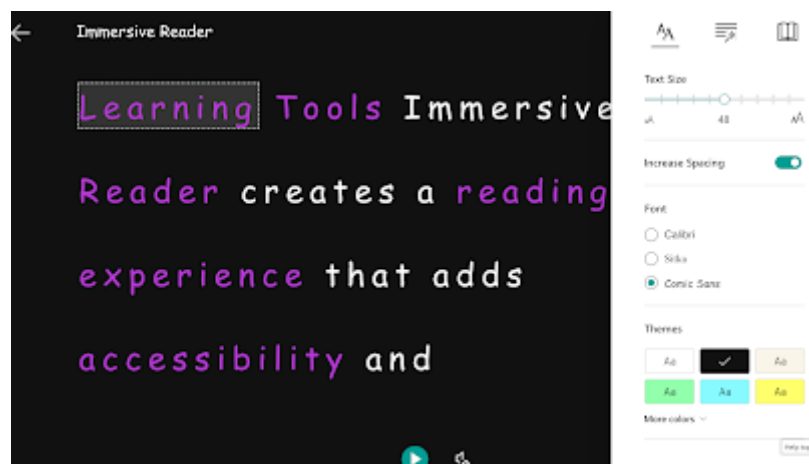 Immersive Reader
Learning Tools Immersive
Reader creates a reading
experience that adds
accessibility and
Text Size
48
Increase Spacing
Font
Calibri
Sitka
Comic Sans
Themes
Aa Aa
Aa Aa Aa
More colors